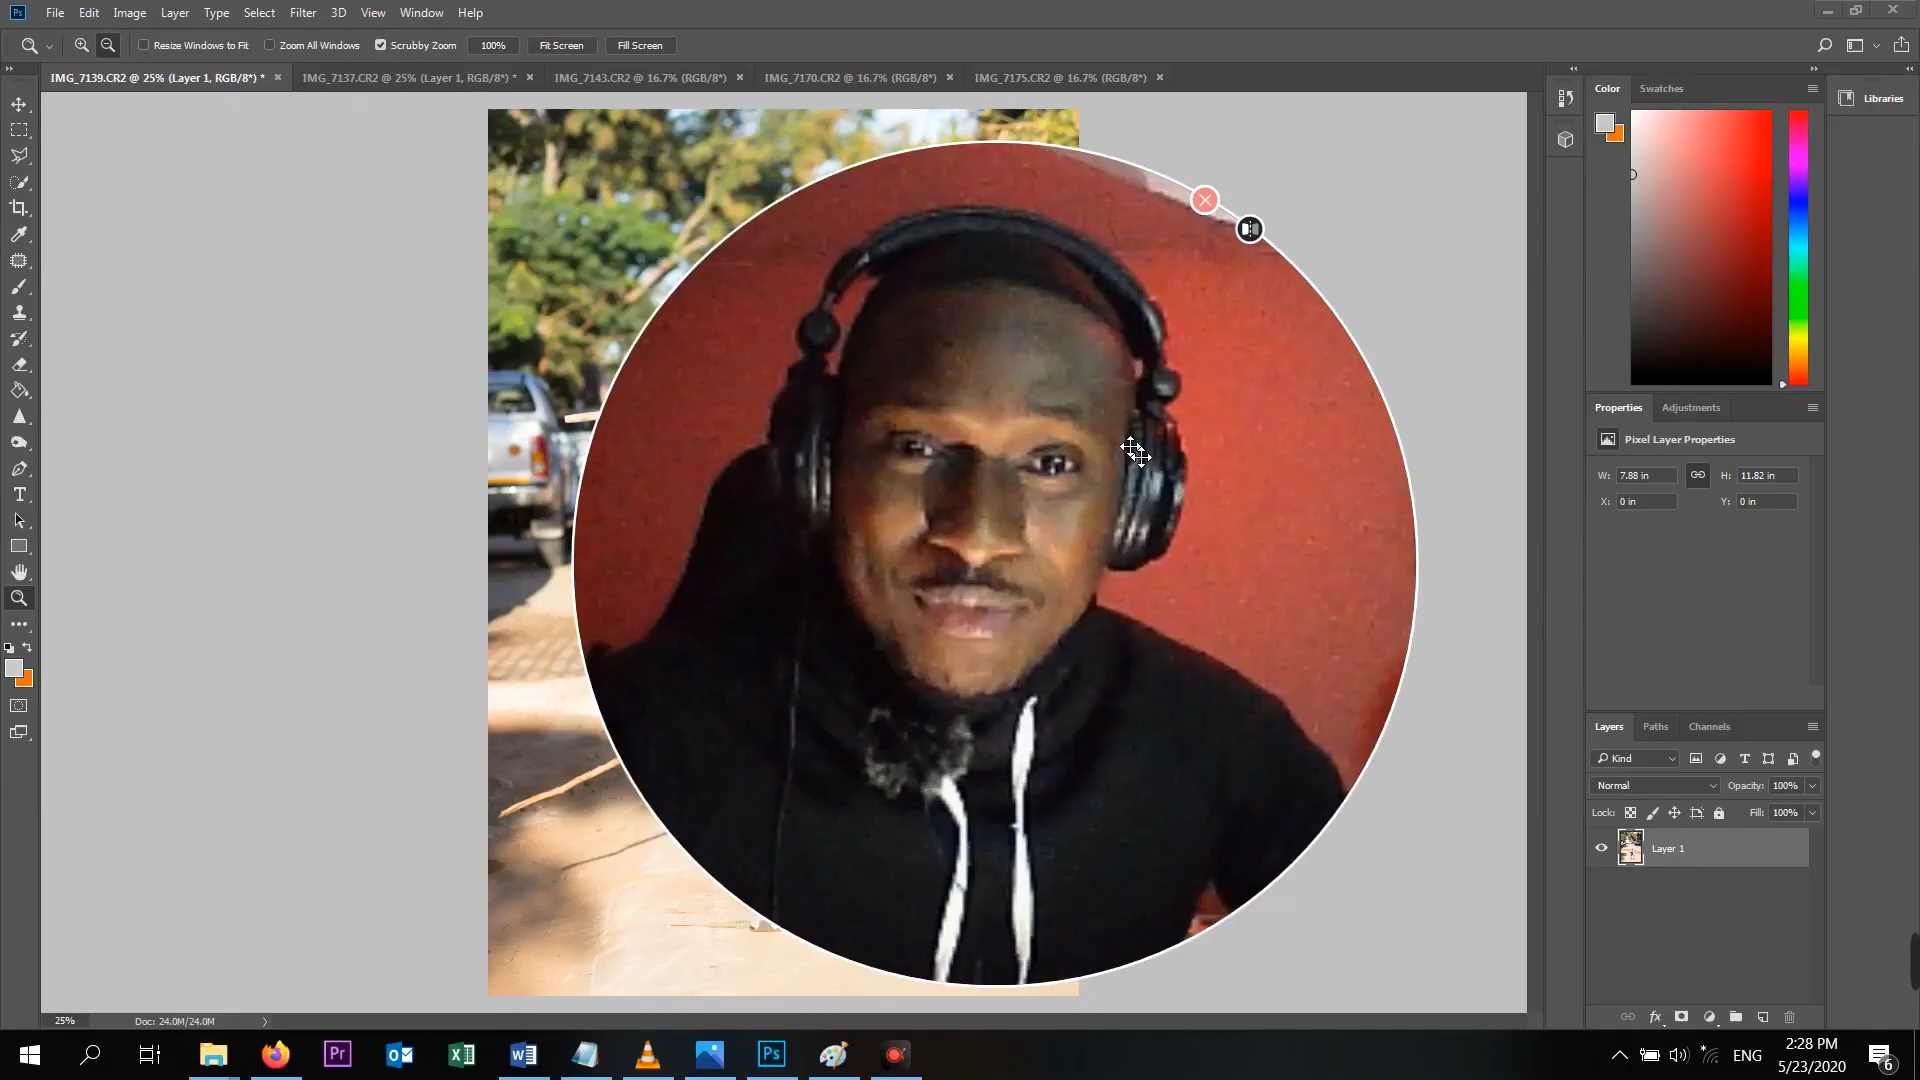 Ps File Edit Image Layer Type Select Filter 3D View Window Help
Resize Windows to Fit Zoom All Windows Scrubby Zoom 100% Fit Screen Fill Screen
IMG_7139.CR2 @ 25% (Layer 1, RGB/8*) * × IMG_7137.CR2 @ 25% (Layer 1, RGB/8*) * × IMG_7143.CR2 @ 16.7% (RGB/8*) × IMG_7170.CR2 @ 16.7% (RGB/8*) × IMG_7175.CR2 @ 16.7% (RGB/8*) ×
Color Swatches
Libraries
Properties Adjustments
Pixel Layer Properties
W: 7.88 in H: 11.82 in
X: 0 in Y: 0 in
Layers Paths Channels
Kind
Normal Opacity: 100%
Lock: Fill: 100%
Layer 1
fx
25% Doc: 24.0M/24.0M
Pr
Ps
ENG
2:28 PM
5/23/2020
6